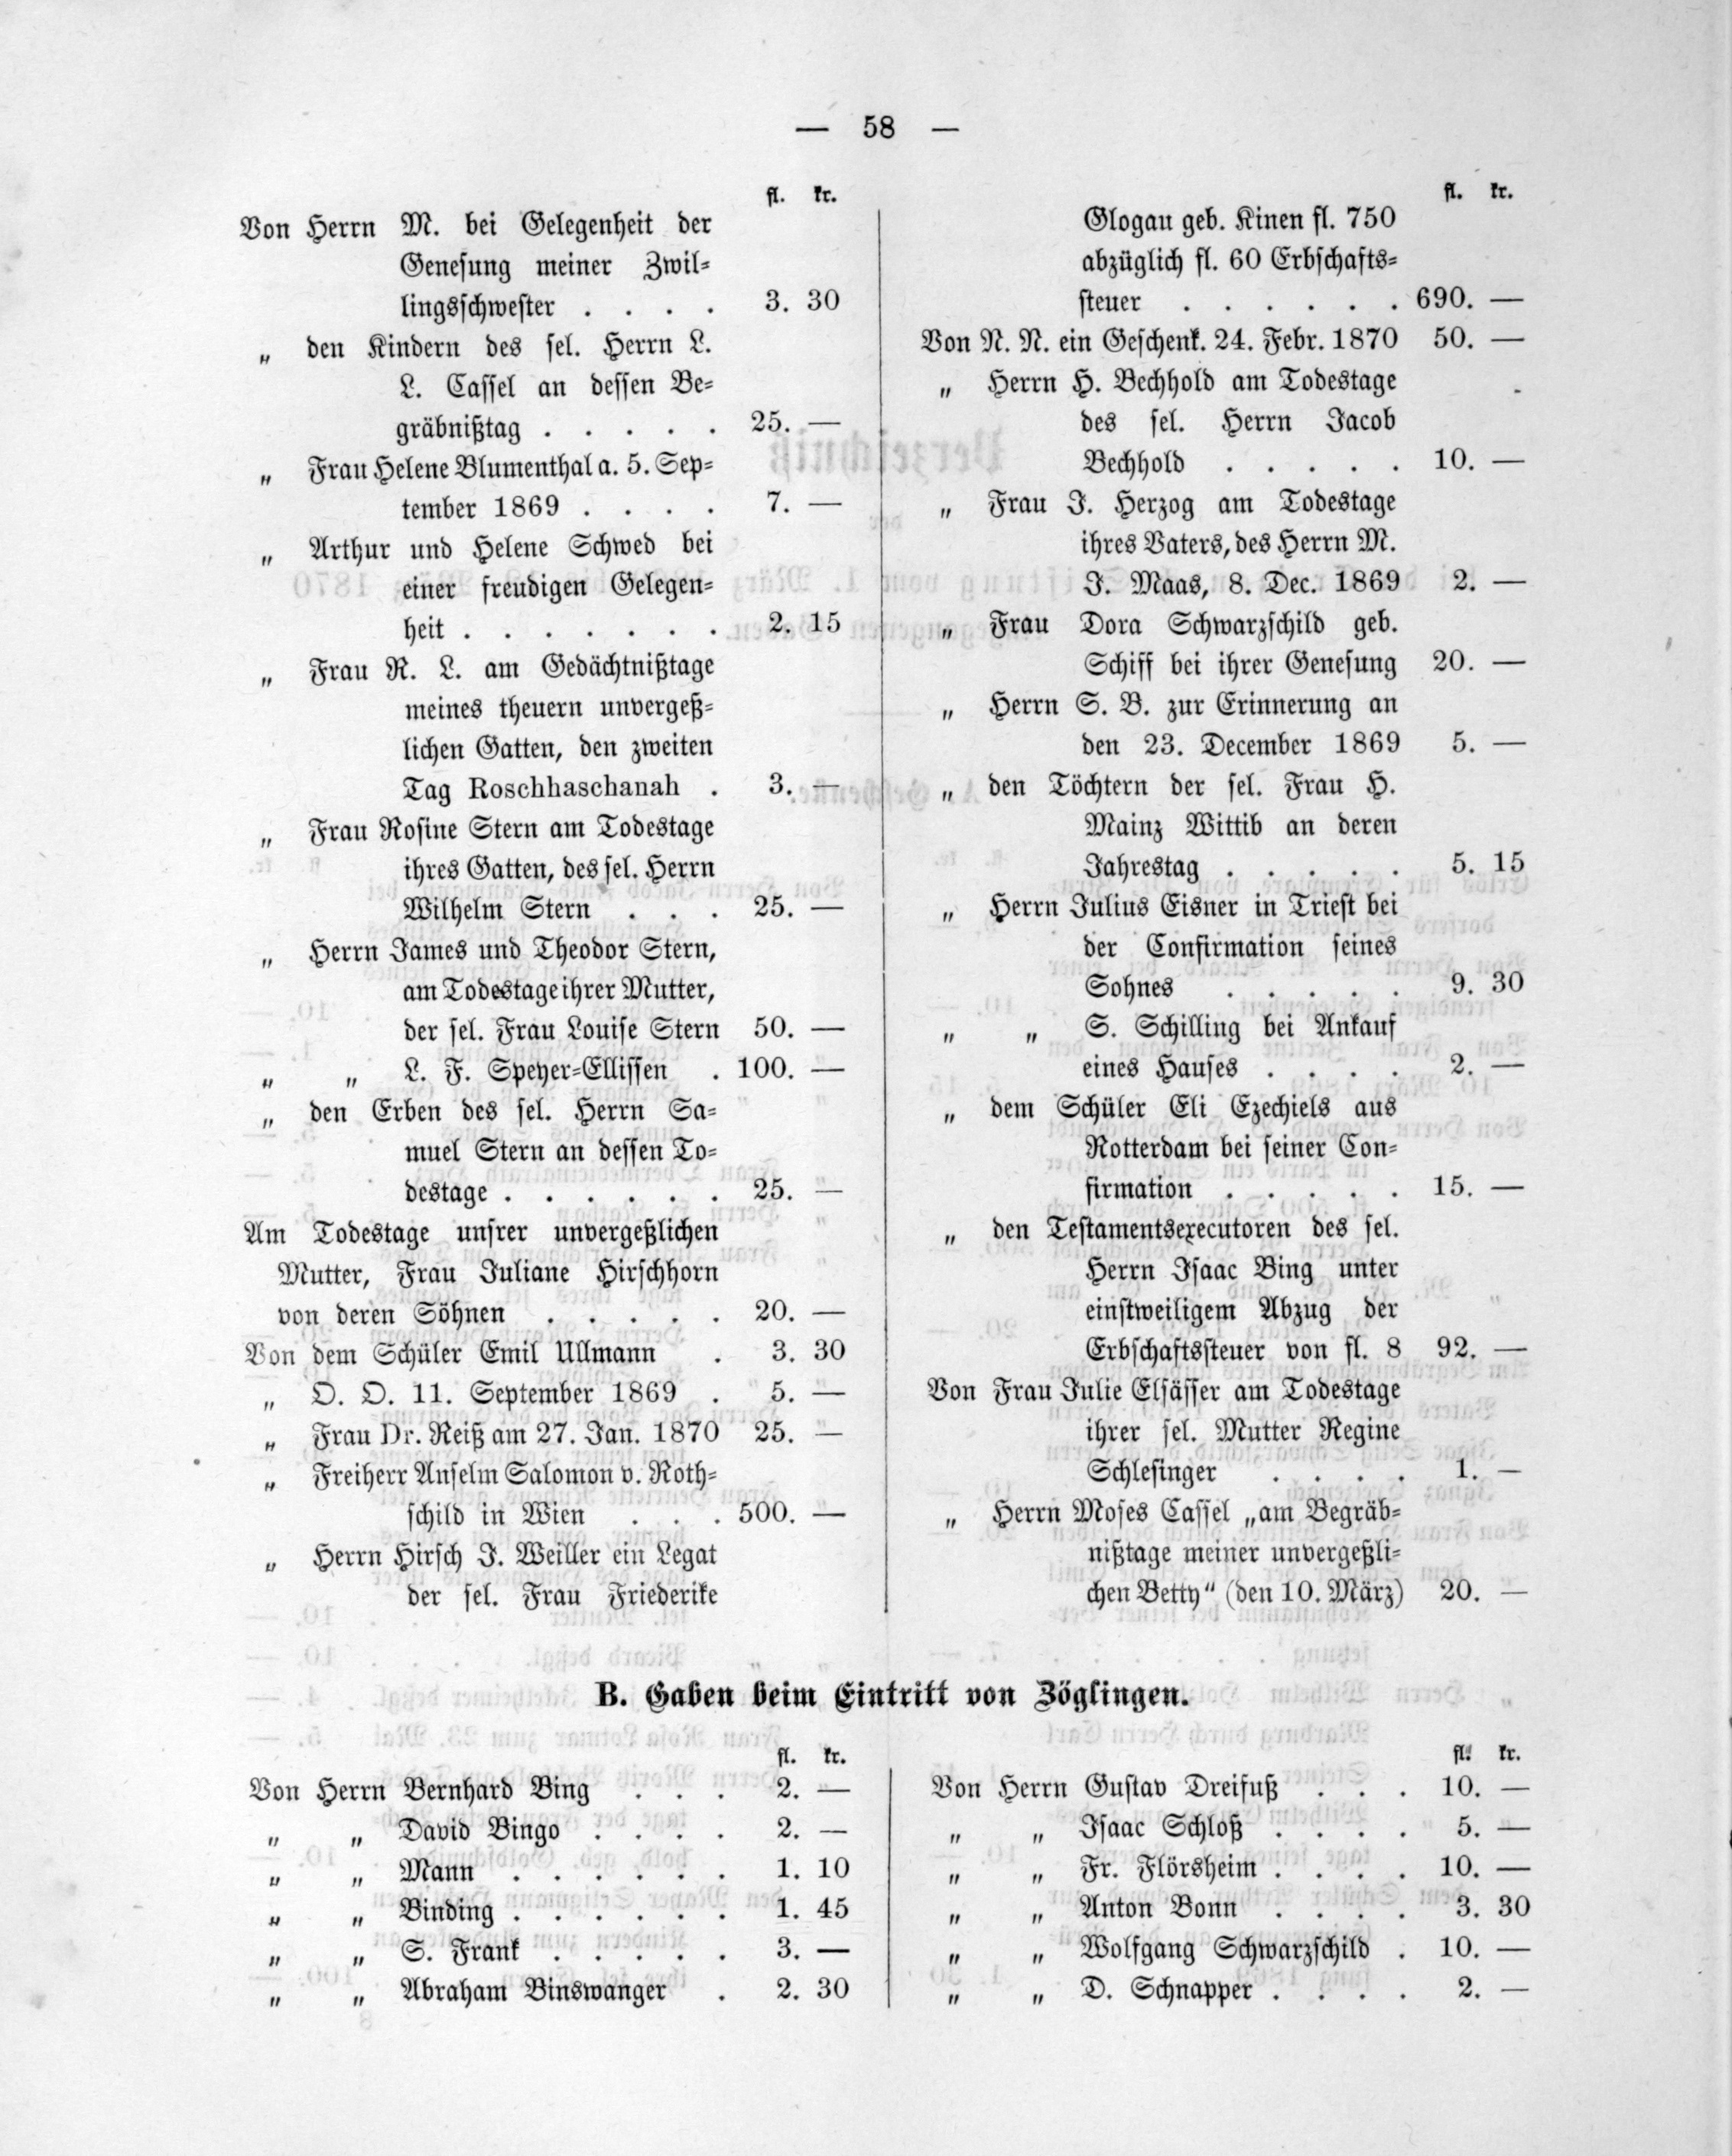 — 58 —
fl. kr.
Von Herrn M. bei Gelegenheit der
Genesung meiner Zwil-
lingsschwester . . . . 3. 30
„ den Kindern des sel. Herrn L.
L. Cassel an dessen Be-
gräbnißtag . . . . . 25. —
„ Frau Helene Blumenthal a. 5. Sep-
tember 1869 . . . . 7. —
„ Arthur und Helene Schwed bei
einer freudigen Gelegen-
heit . . . . . . . 2. 15
„ Frau R. L. am Gedächtnißtage
meines theuern unvergeß-
lichen Gatten, den zweiten
Tag Roschhaschanah . 3. —
„ Frau Rosine Stern am Todestage
ihres Gatten, des sel. Herrn
Wilhelm Stern . . . 25. —
„ Herrn James und Theodor Stern,
am Todestage ihrer Mutter,
der sel. Frau Louise Stern 50. —
„ „ L. F. Speyer-Ellissen . 100. —
„ den Erben des sel. Herrn Sa-
muel Stern an dessen To-
destage . . . . . . 25. —
Am Todestage unsrer unvergeßlichen
Mutter, Frau Juliane Hirschhorn
von deren Söhnen . . . . . 20. —
Von dem Schüler Emil Ullmann . 3. 30
„ O. O. 11. September 1869 . 5. —
„ Frau Dr. Reiß am 27. Jan. 1870 25. —
„ Freiherr Anselm Salomon v. Roth-
schild in Wien . . . 500. —
„ Herrn Hirsch J. Weiller ein Legat
der sel. Frau Friederike
fl. kr.
Glogau geb. Kinen fl. 750
abzüglich fl. 60 Erbschafts-
steuer . . . . . . 690. —
Von N. N. ein Geschenk. 24. Febr. 1870 50. —
„ Herrn H. Bechhold am Todestage
des sel. Herrn Jacob
Bechhold . . . . . 10. —
„ Frau J. Herzog am Todestage
ihres Vaters, des Herrn M.
J. Maas, 8. Dec. 1869 2. —
„ Frau Dora Schwarzschild geb.
Schiff bei ihrer Genesung 20. —
„ Herrn S. B. zur Erinnerung an
den 23. December 1869 5. —
„ den Töchtern der sel. Frau H.
Mainz Wittib an deren
Jahrestag . . . . . 5. 15
„ Herrn Julius Eisner in Triest bei
der Confirmation seines
Sohnes . . . . . 9. 30
„ „ S. Schilling bei Ankauf
eines Hauses . . . . 2. —
„ dem Schüler Eli Ezechiels aus
Rotterdam bei seiner Con-
firmation . . . . . 15. —
„ den Testamentsexecutoren des sel.
Herrn Isaac Bing unter
einstweiligem Abzug der
Erbschaftssteuer von fl. 8 92. —
Von Frau Julie Elsässer am Todestage
ihrer sel. Mutter Regine
Schlesinger . . . . 1. —
„ Herrn Moses Cassel „am Begräb-
nißtage meiner unvergeßli-
chen Betty“ (den 10. März) 20. —
B. Gaben beim Eintritt von Zöglingen.
fl. kr.
Von Herrn Bernhard Bing . . . 2. —
„ „ David Bingo . . . . 2. —
„ „ Mann . . . . . . 1. 10
„ „ Binding . . . . . . 1. 45
„ „ S. Frank . . . . . 3. —
„ „ Abraham Binswanger . 2. 30
fl. kr.
Von Herrn Gustav Dreifuß . . . 10. —
„ „ Isaac Schloß . . . . 5. —
„ „ Fr. Flörsheim . . . . 10. —
„ „ Anton Bonn . . . . 3. 30
„ „ Wolfgang Schwarzschild . 10. —
„ „ D. Schnapper . . . . 2. —